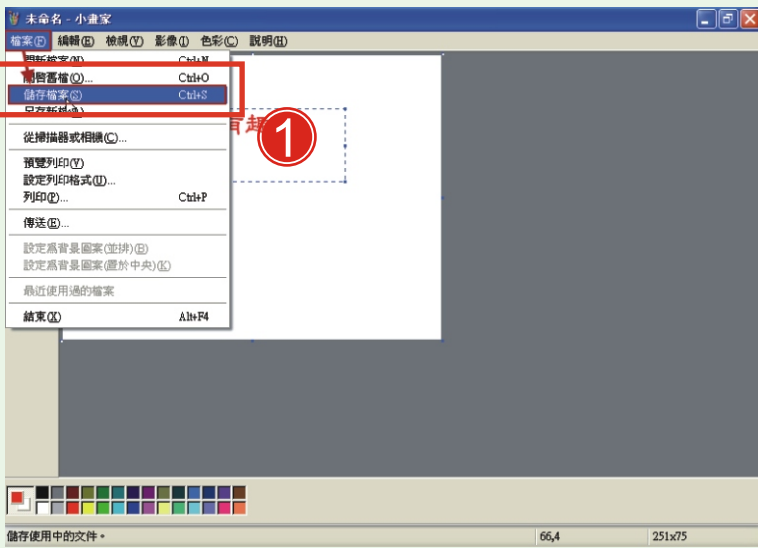 未命名 - 小畫家
檔案(F) 編輯(E) 檢視(V) 影像(I) 色彩(C) 說明(H)
開新檔案(N) Ctrl+N
開啓舊檔(O)... Ctrl+O
儲存檔案(S) Ctrl+S
另存新檔(A)...
有趣
1
從掃描器或相機(C)...
預覽列印(V)
設定列印格式(U)...
列印(P)... Ctrl+P
傳送(E)...
設定爲背景圖案(並排)(B)
設定爲背景圖案(置於中央)(K)
最近使用過的檔案
結束(X) Alt+F4
儲存使用中的文件。 66,4 251x75